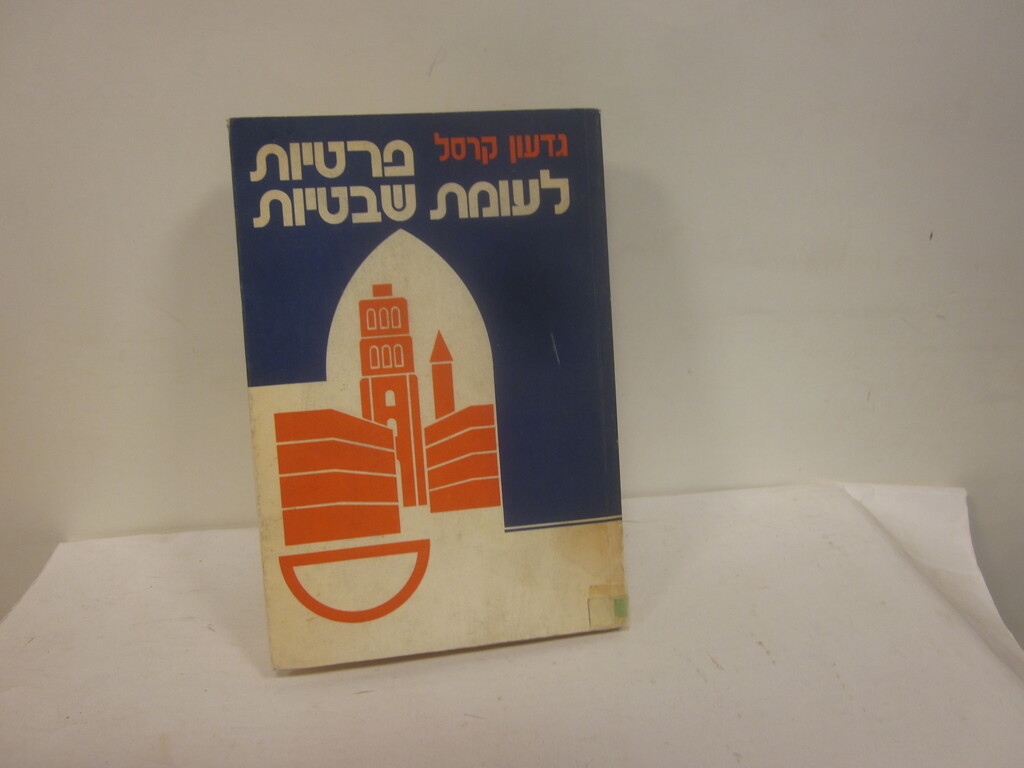 גדעון קרסל
פרטיות
לעומת שבטיות